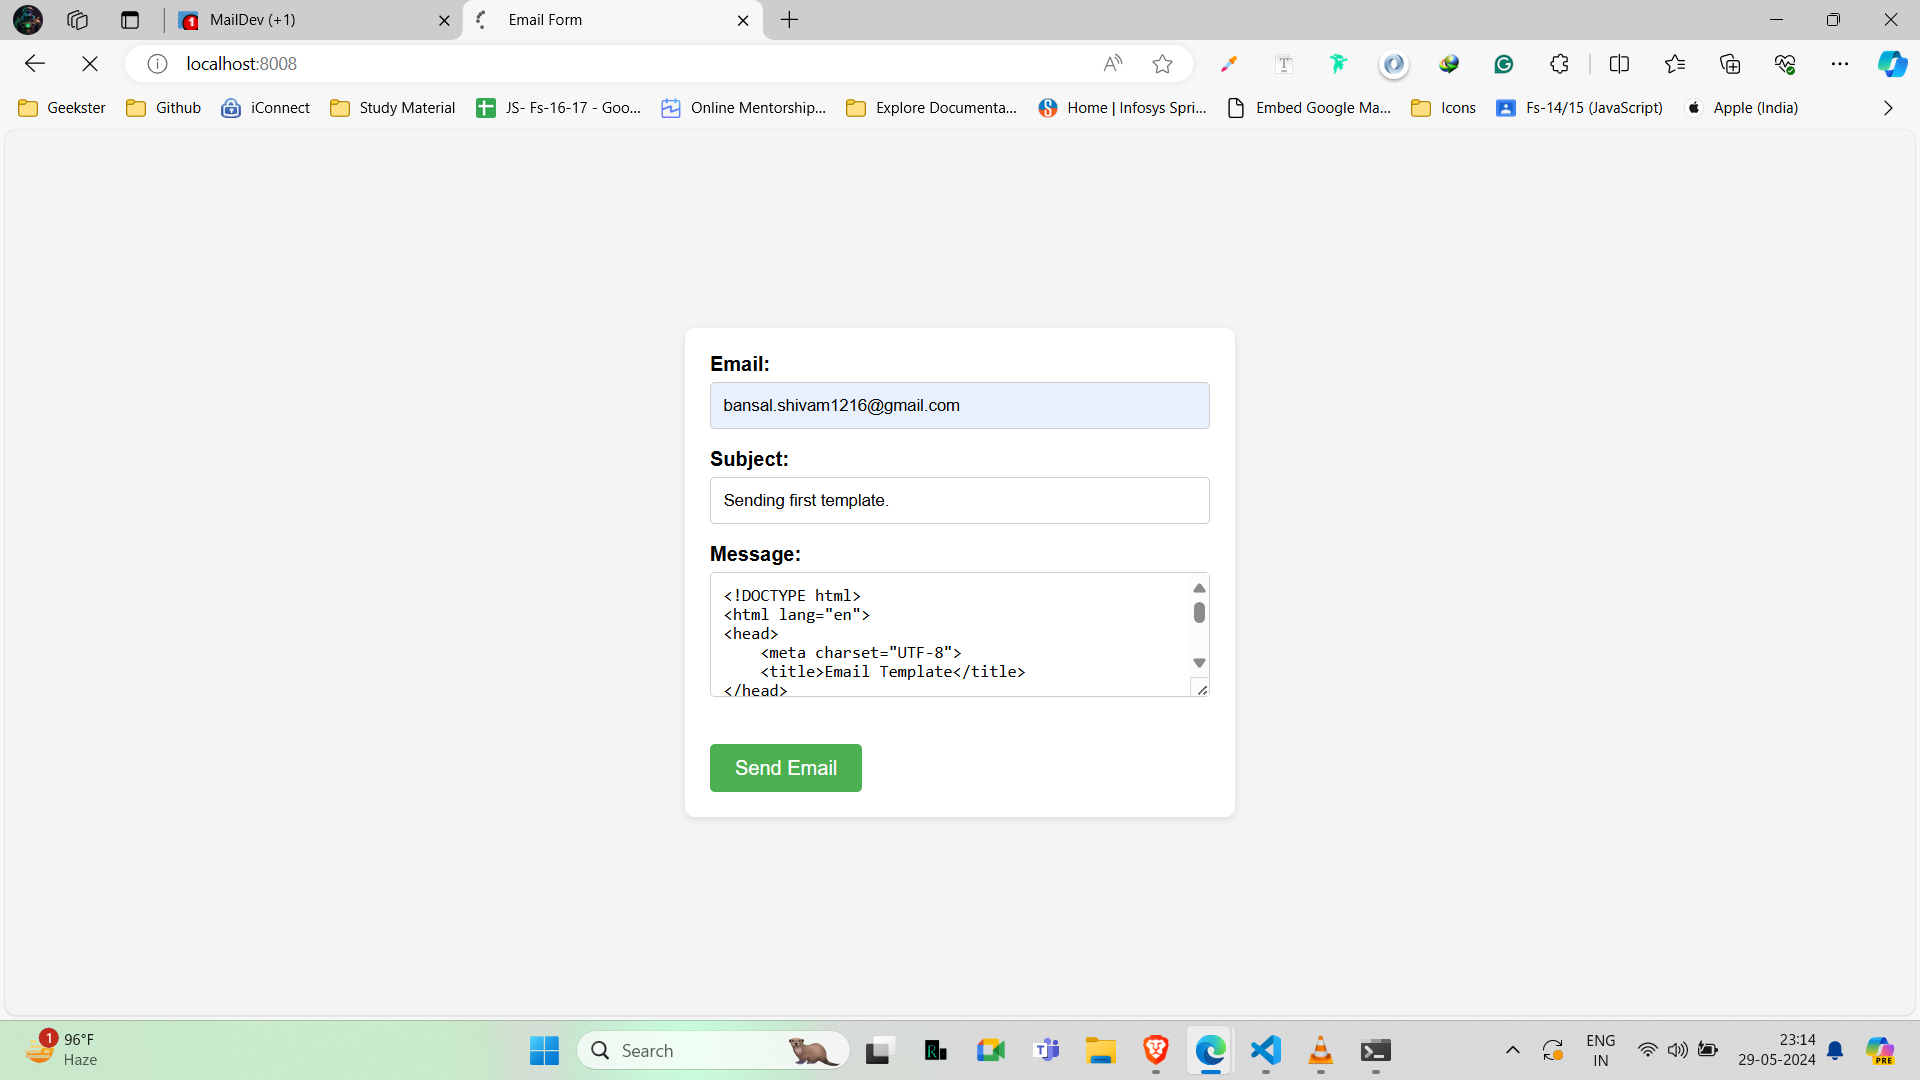 MailDev (+1)
Email Form
localhost:8008
Geekster
Github
iConnect
Study Material
JS- Fs-16-17 - Goo...
Online Mentorship...
Explore Documenta...
Home | Infosys Spri...
Embed Google Ma...
Icons
Fs-14/15 (JavaScript)
Apple (India)
Email:
bansal.shivam1216@gmail.com
Subject:
Sending first template.
Message:
<!DOCTYPE html>
<html lang="en">
<head>
    <meta charset="UTF-8">
    <title>Email Template</title>
</head>
Send Email
1
96°F
Haze
Search
ENG
IN
23:14
29-05-2024
PRE